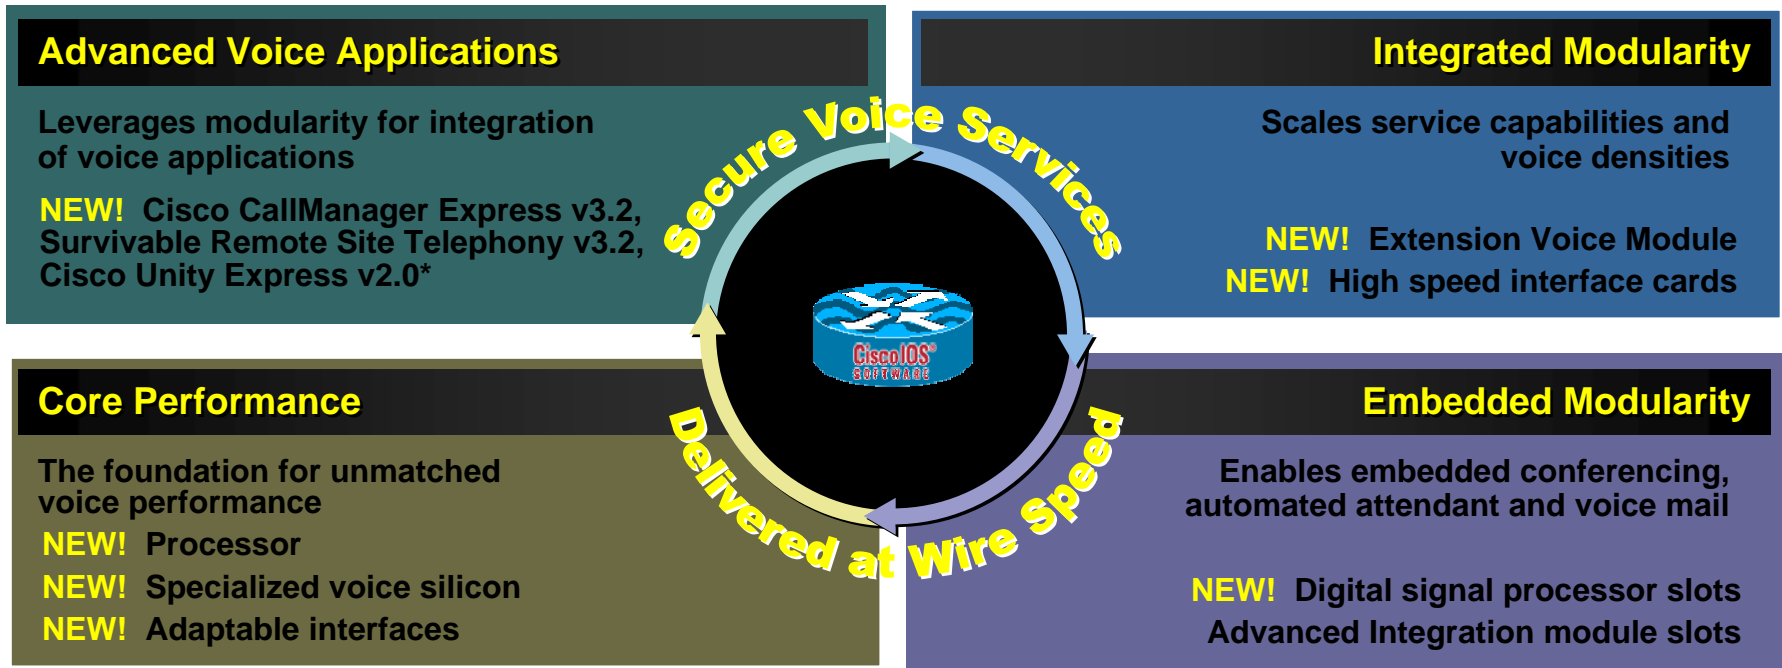 Advanced Voice Applications
Leverages modularity for integration
of voice applications
NEW! Cisco CallManager Express v3.2,
Survivable Remote Site Telephony v3.2,
Cisco Unity Express v2.0*
Integrated Modularity
Scales service capabilities and
voice densities
NEW! Extension Voice Module
NEW! High speed interface cards
Secure Voice Services
Cisco IOS®
SOFTWARE
Delivered at Wire Speed
Core Performance
The foundation for unmatched
voice performance
NEW! Processor
NEW! Specialized voice silicon
NEW! Adaptable interfaces
Embedded Modularity
Enables embedded conferencing,
automated attendant and voice mail
NEW! Digital signal processor slots
Advanced Integration module slots